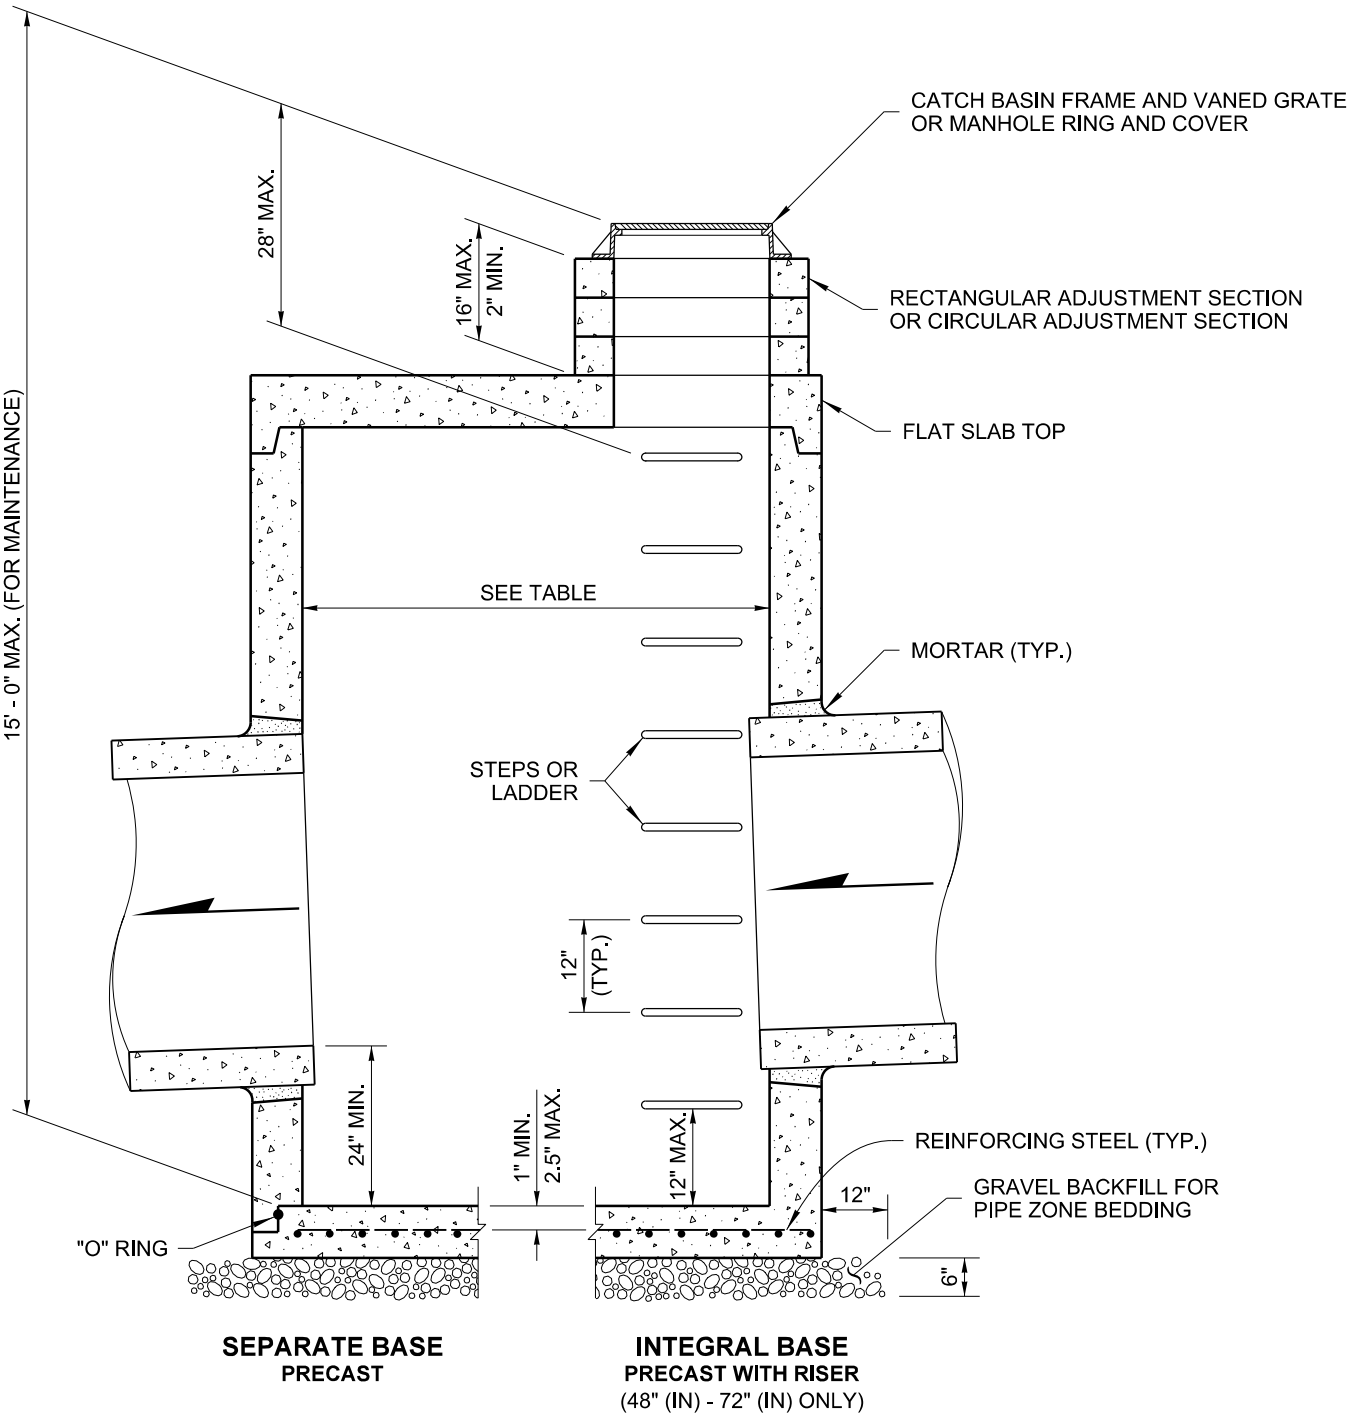 CATCH BASIN FRAME AND VANED GRATE
OR MANHOLE RING AND COVER
28" MAX.
16" MAX.
2" MIN.
RECTANGULAR ADJUSTMENT SECTION
OR CIRCULAR ADJUSTMENT SECTION
FLAT SLAB TOP
15' - 0" MAX. (FOR MAINTENANCE)
SEE TABLE
MORTAR (TYP.)
STEPS OR
LADDER
12"
(TYP.)
24" MIN.
1" MIN.
2.5" MAX.
12" MAX.
REINFORCING STEEL (TYP.)
12"
GRAVEL BACKFILL FOR
PIPE ZONE BEDDING
"O" RING
6"
SEPARATE BASE
PRECAST
INTEGRAL BASE
PRECAST WITH RISER
(48" (IN) - 72" (IN) ONLY)